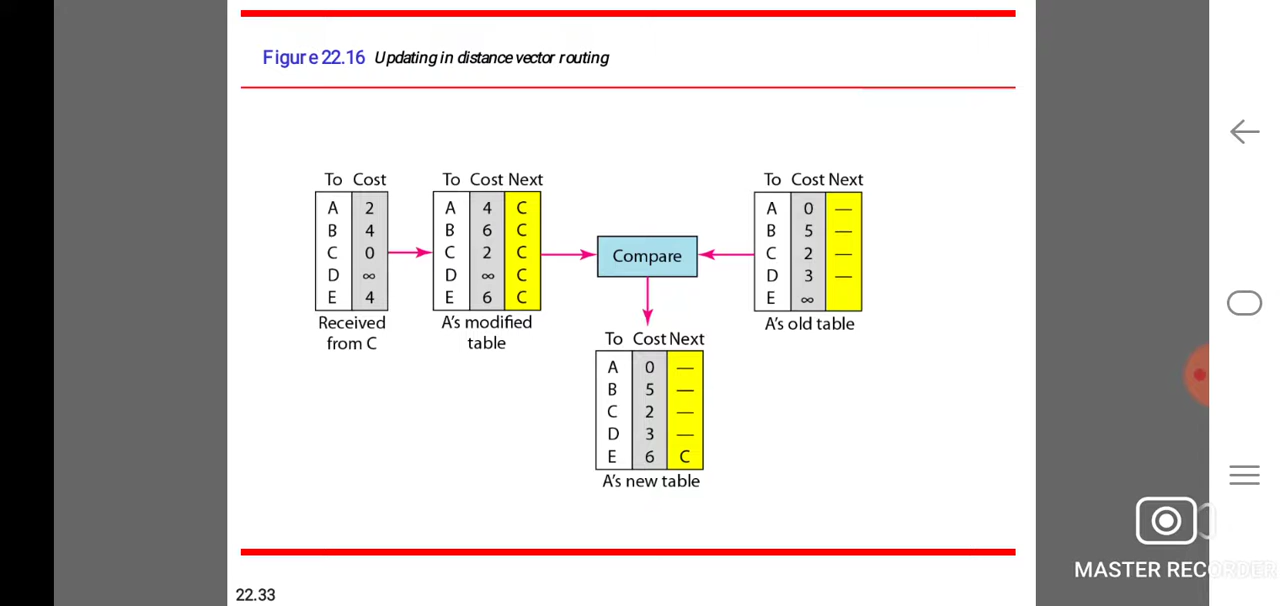 Figure 22.16 Updating in distance vector routing
To Cost
A 2
B 4
C 0
D ∞
E 4
Received
from C
To Cost Next
A 4 C
B 6 C
C 2 C
D ∞ C
E 6 C
A's modified
table
Compare
To Cost Next
A 0 —
B 5 —
C 2 —
D 3 —
E ∞
A's old table
To Cost Next
A 0 —
B 5 —
C 2 —
D 3 —
E 6 C
A's new table
22.33
MASTER RECORDER